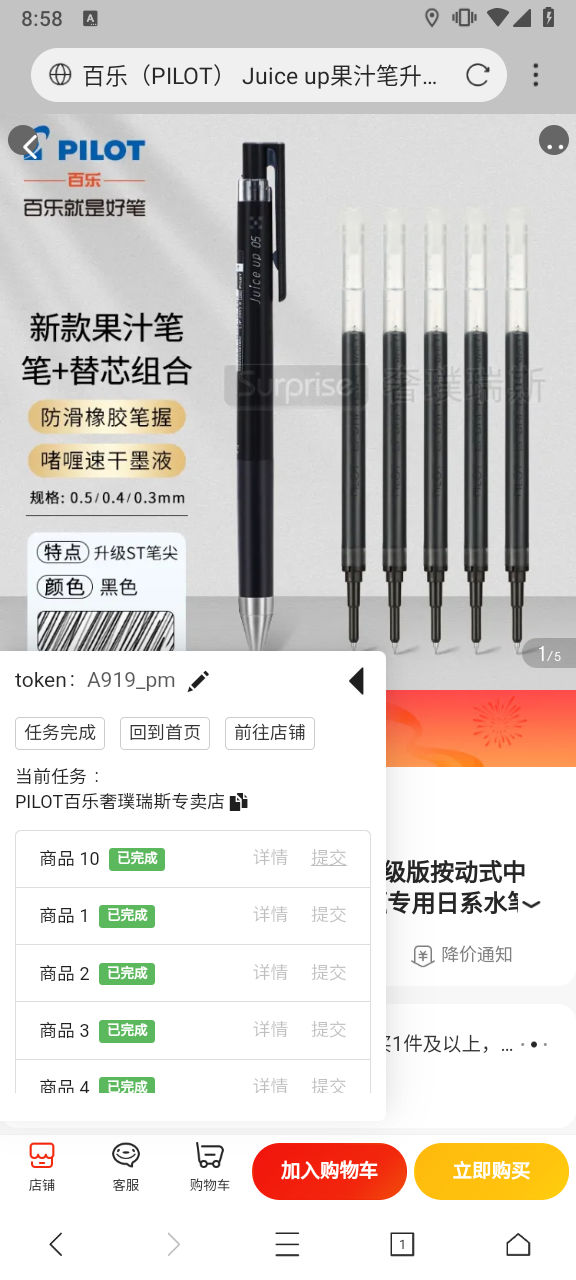 8:58
A
百乐（PILOT） Juice up果汁笔升...
PILOT
百乐
百乐就是好笔
Juice up 05
新款果汁笔
笔+替芯组合
Surprise 奢璞瑞斯
防滑橡胶笔握
啫喱速干墨液
规格: 0.5/0.4/0.3mm
特点 升级ST笔尖
颜色 黑色
1/5
token： A919_pm
任务完成 回到首页 前往店铺
当前任务：
PILOT百乐奢璞瑞斯专卖店
商品 10 已完成 详情 提交
级版按动式中
商品 1 已完成 详情 提交
专用日系水笔
降价通知
商品 2 已完成 详情 提交
商品 3 已完成 详情 提交
买1件及以上，...
商品 4 已完成 详情 提交
店铺 客服 购物车 加入购物车 立即购买
1